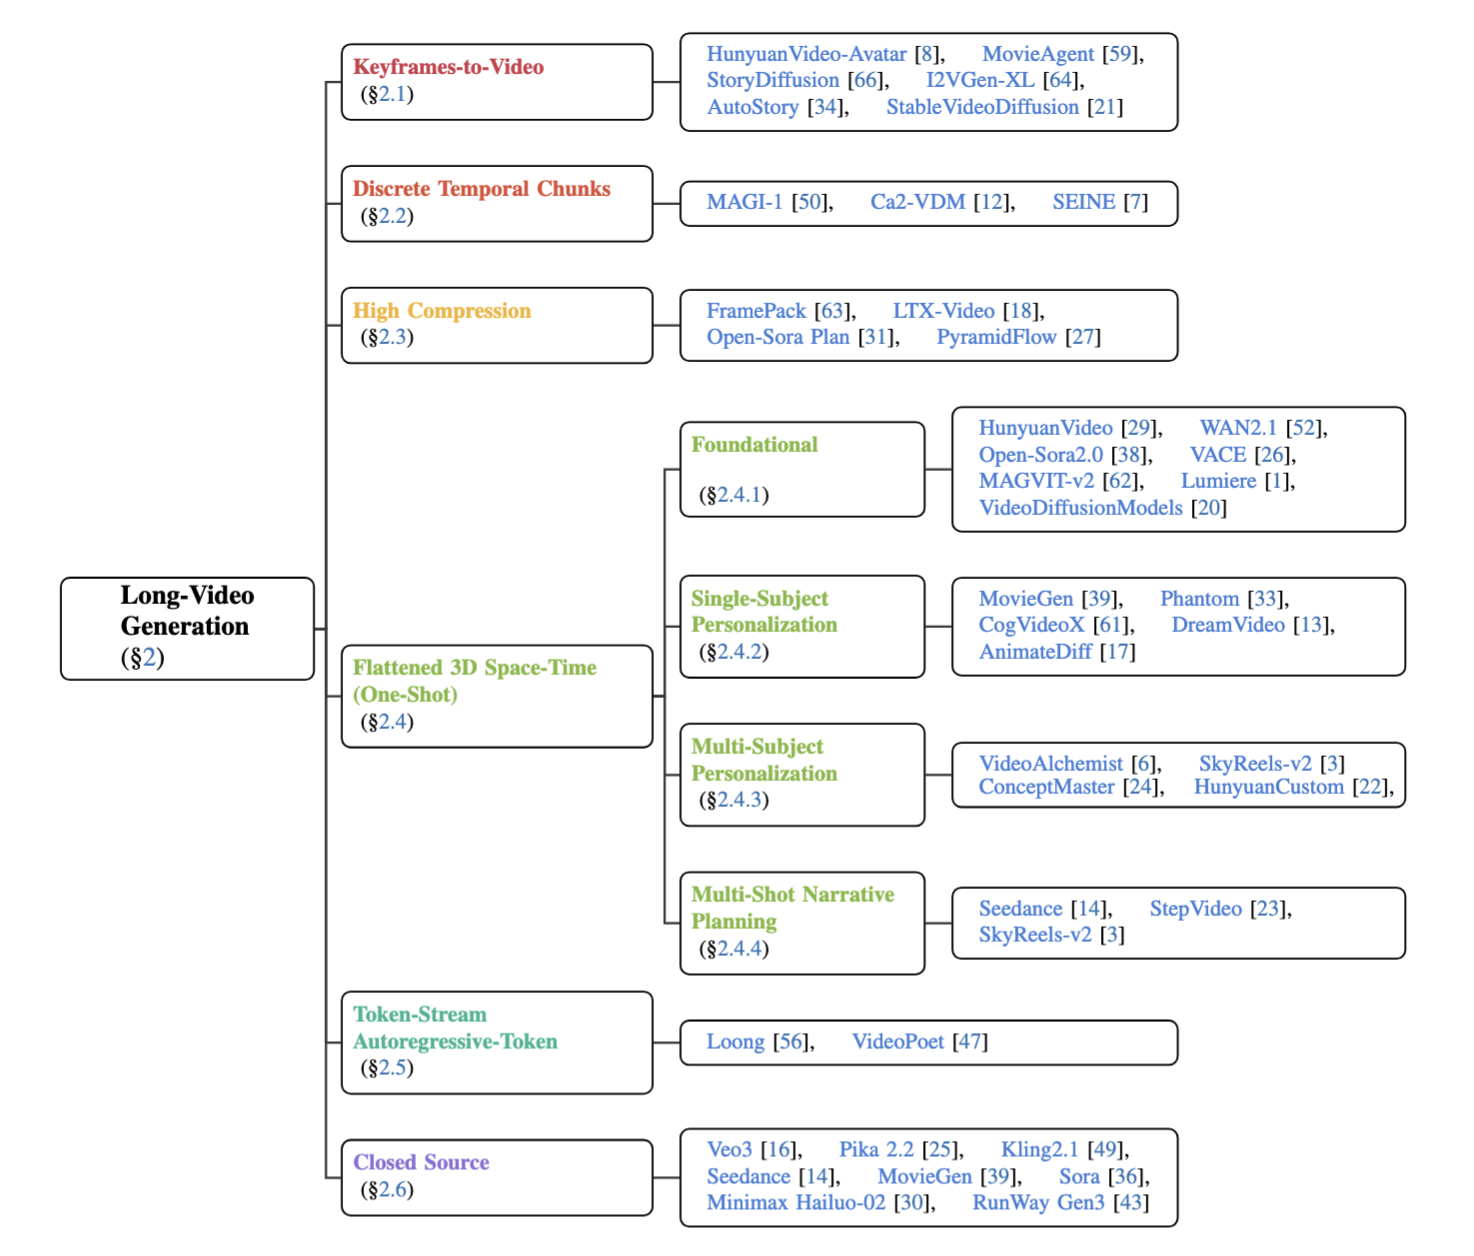 Long-Video
Generation
(§2)
Keyframes-to-Video
(§2.1)
HunyuanVideo-Avatar [8], MovieAgent [59],
StoryDiffusion [66], I2VGen-XL [64],
AutoStory [34], StableVideoDiffusion [21]
Discrete Temporal Chunks
(§2.2)
MAGI-1 [50], Ca2-VDM [12], SEINE [7]
High Compression
(§2.3)
FramePack [63], LTX-Video [18],
Open-Sora Plan [31], PyramidFlow [27]
Flattened 3D Space-Time
(One-Shot)
(§2.4)
Foundational
(§2.4.1)
HunyuanVideo [29], WAN2.1 [52],
Open-Sora2.0 [38], VACE [26],
MAGVIT-v2 [62], Lumiere [1],
VideoDiffusionModels [20]
Single-Subject
Personalization
(§2.4.2)
MovieGen [39], Phantom [33],
CogVideoX [61], DreamVideo [13],
AnimateDiff [17]
Multi-Subject
Personalization
(§2.4.3)
VideoAlchemist [6], SkyReels-v2 [3]
ConceptMaster [24], HunyuanCustom [22],
Multi-Shot Narrative
Planning
(§2.4.4)
Seedance [14], StepVideo [23],
SkyReels-v2 [3]
Token-Stream
Autoregressive-Token
(§2.5)
Loong [56], VideoPoet [47]
Closed Source
(§2.6)
Veo3 [16], Pika 2.2 [25], Kling2.1 [49],
Seedance [14], MovieGen [39], Sora [36],
Minimax Hailuo-02 [30], RunWay Gen3 [43]